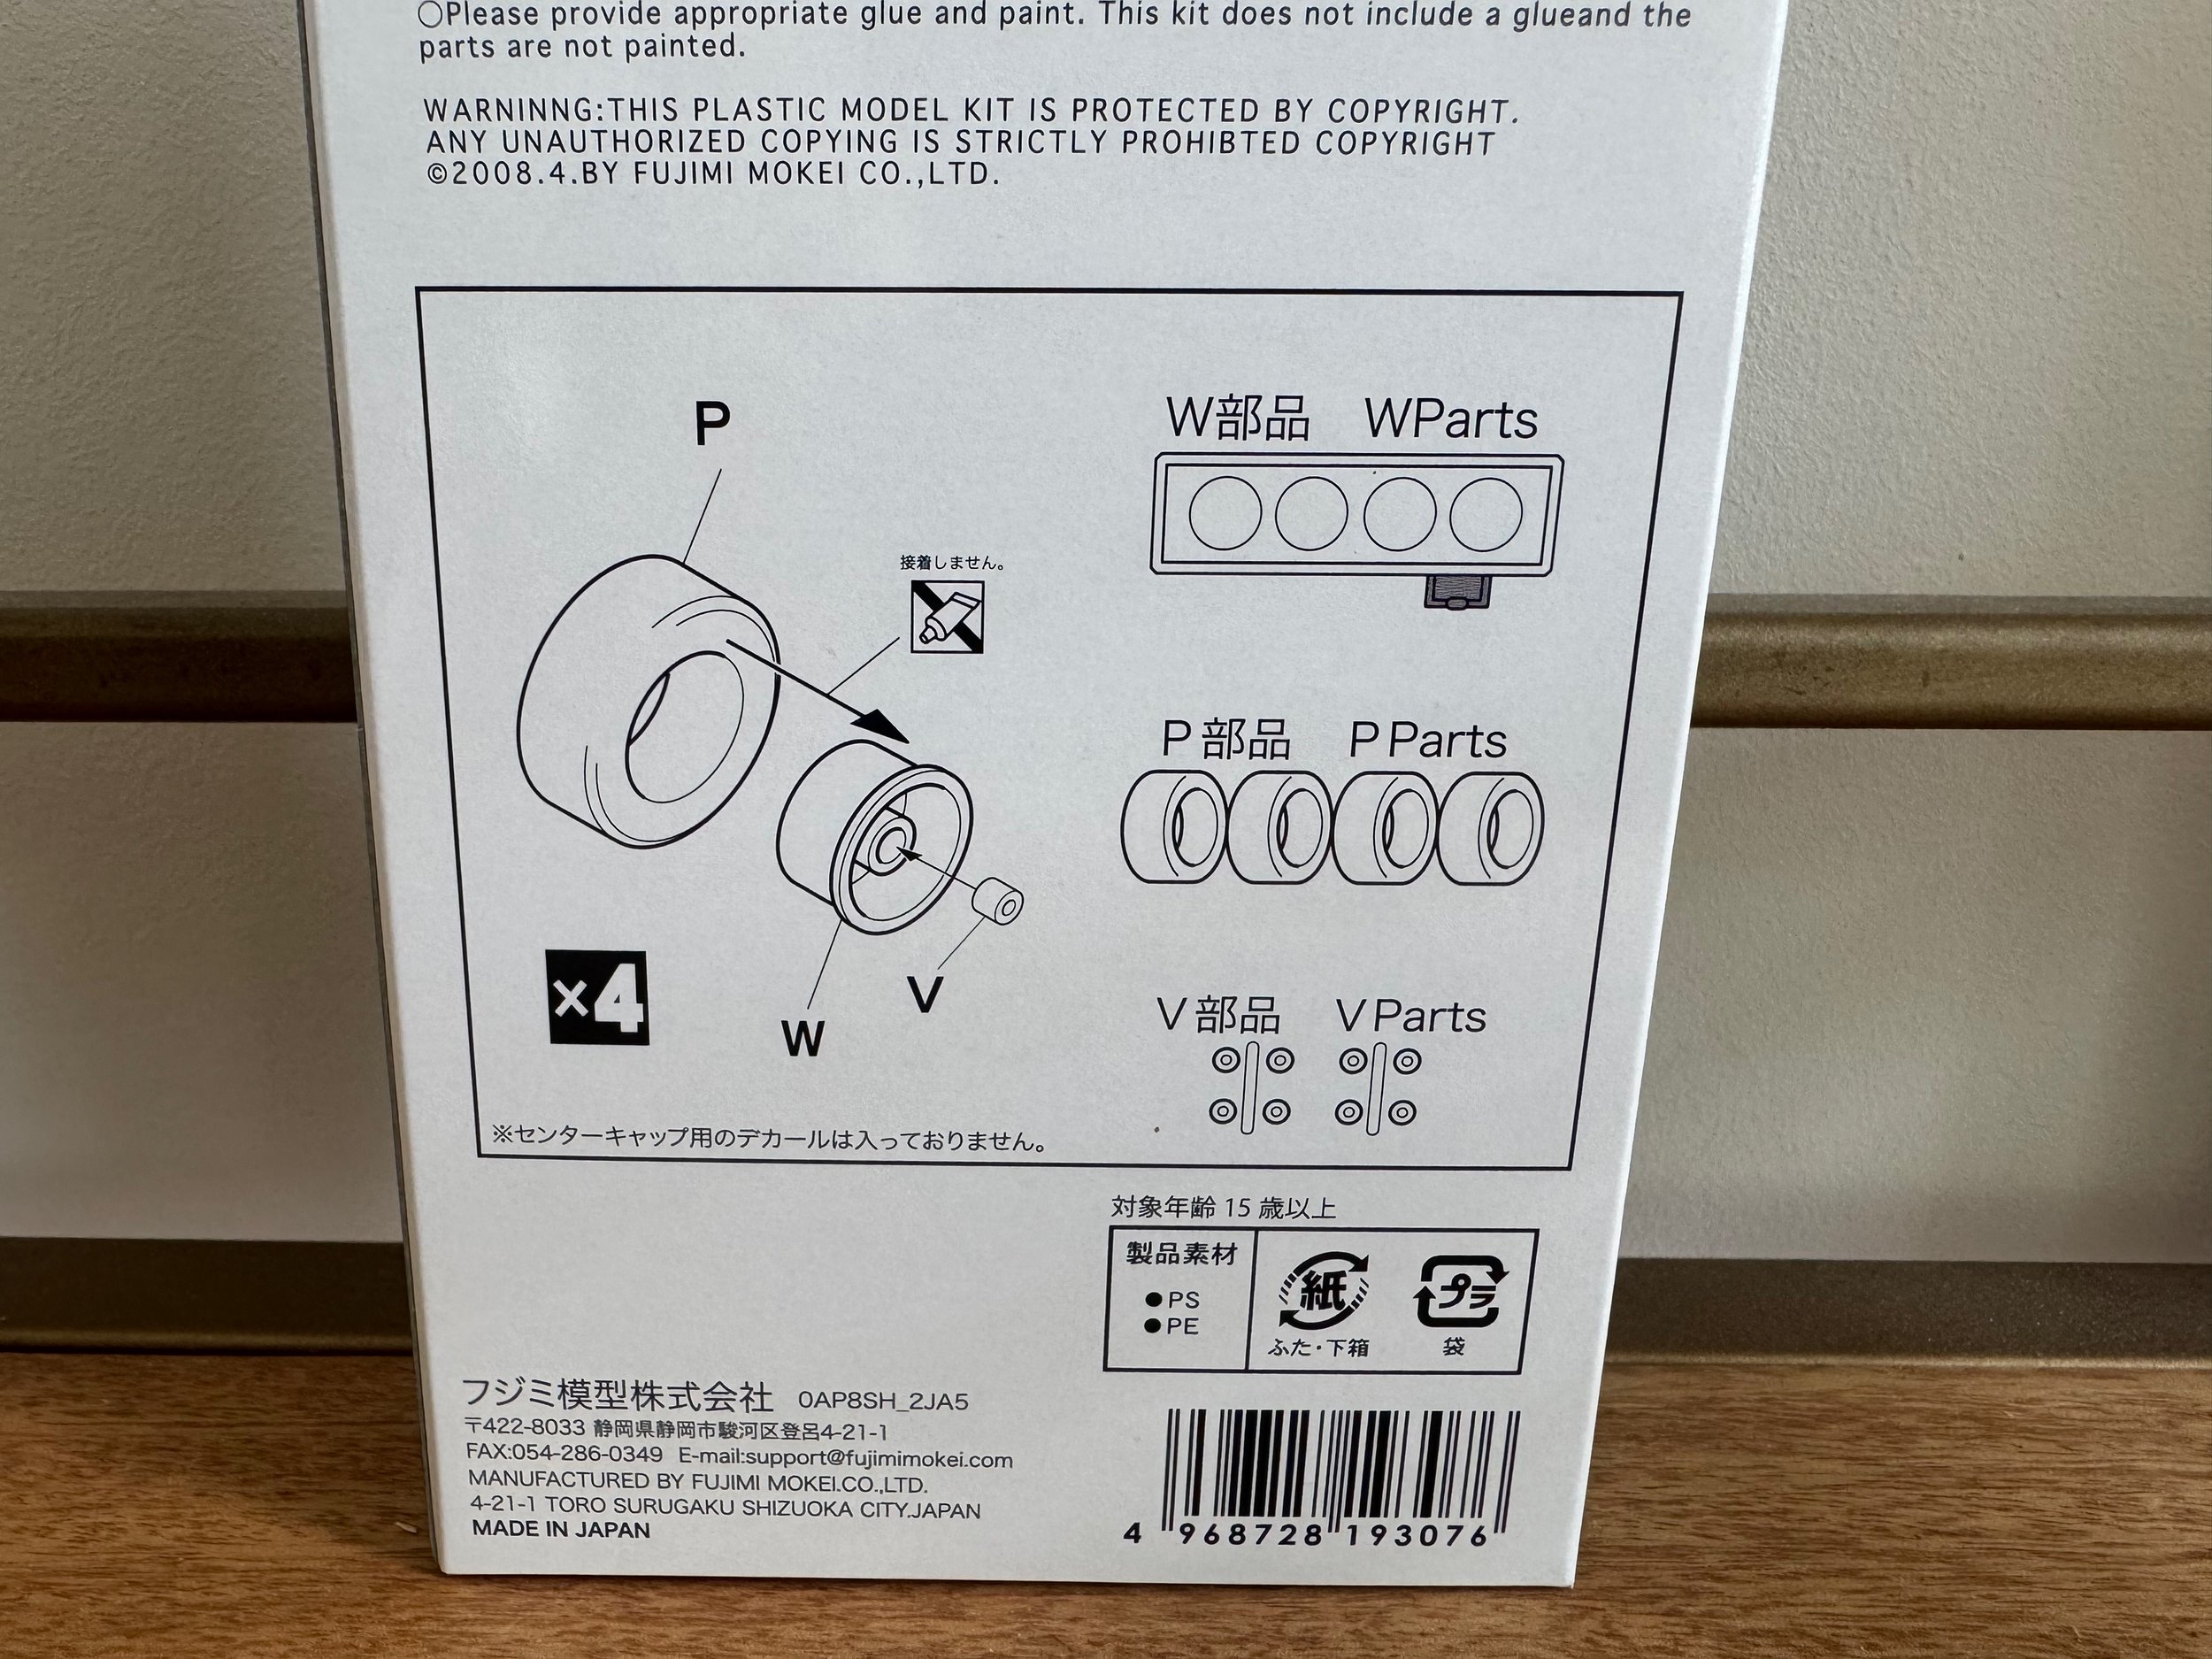 ○Please provide appropriate glue and paint. This kit does not include a glueand the
parts are not painted.
WARNINNG:THIS PLASTIC MODEL KIT IS PROTECTED BY COPYRIGHT.
ANY UNAUTHORIZED COPYING IS STRICTLY PROHIBTED COPYRIGHT
©2008.4.BY FUJIMI MOKEI CO.,LTD.
P
接着しません。
×4
W
V
※センターキャップ用のデカールは入っておりません。
W部品 WParts
P部品 P Parts
V部品 V Parts
対象年齢 15 歳以上
製品素材
●PS
●PE
紙
ふた・下箱
プラ
袋
フジミ模型株式会社 0AP8SH_2JA5
〒422-8033 静岡県静岡市駿河区登呂4-21-1
FAX:054-286-0349 E-mail:support@fujimimokei.com
MANUFACTURED BY FUJIMI MOKEI.CO.,LTD.
4-21-1 TORO SURUGAKU SHIZUOKA CITY.JAPAN
MADE IN JAPAN
4 968728 193076